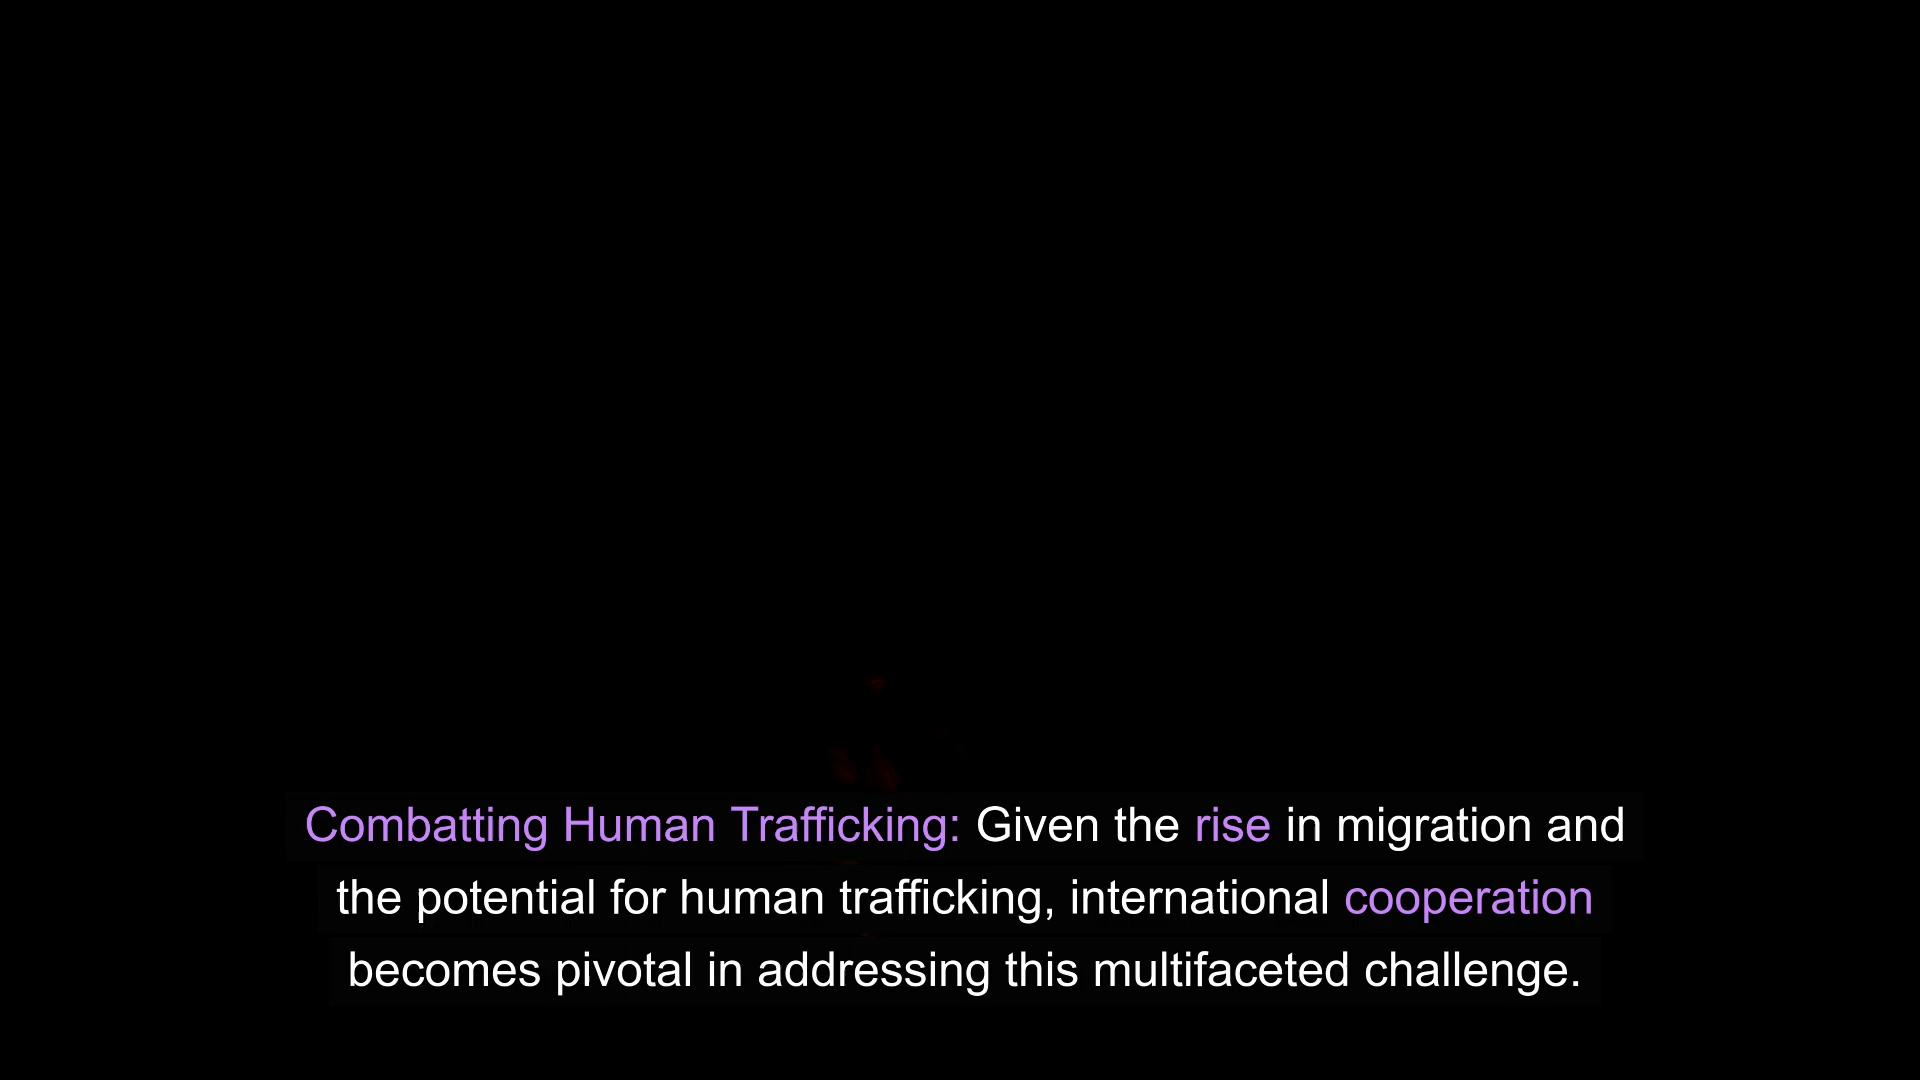 Combatting Human Trafficking: Given the rise in migration and
the potential for human trafficking, international cooperation
becomes pivotal in addressing this multifaceted challenge.